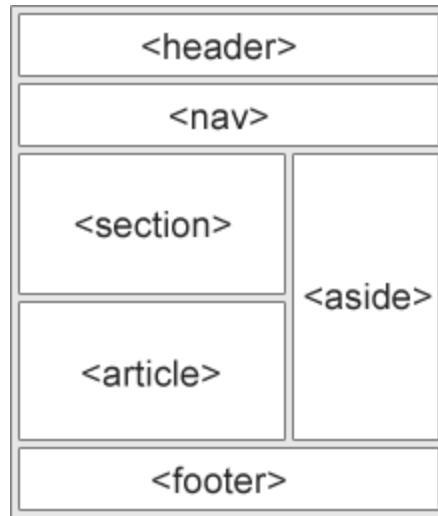 <header>
<nav>
<section>
<aside>
<article>
<footer>